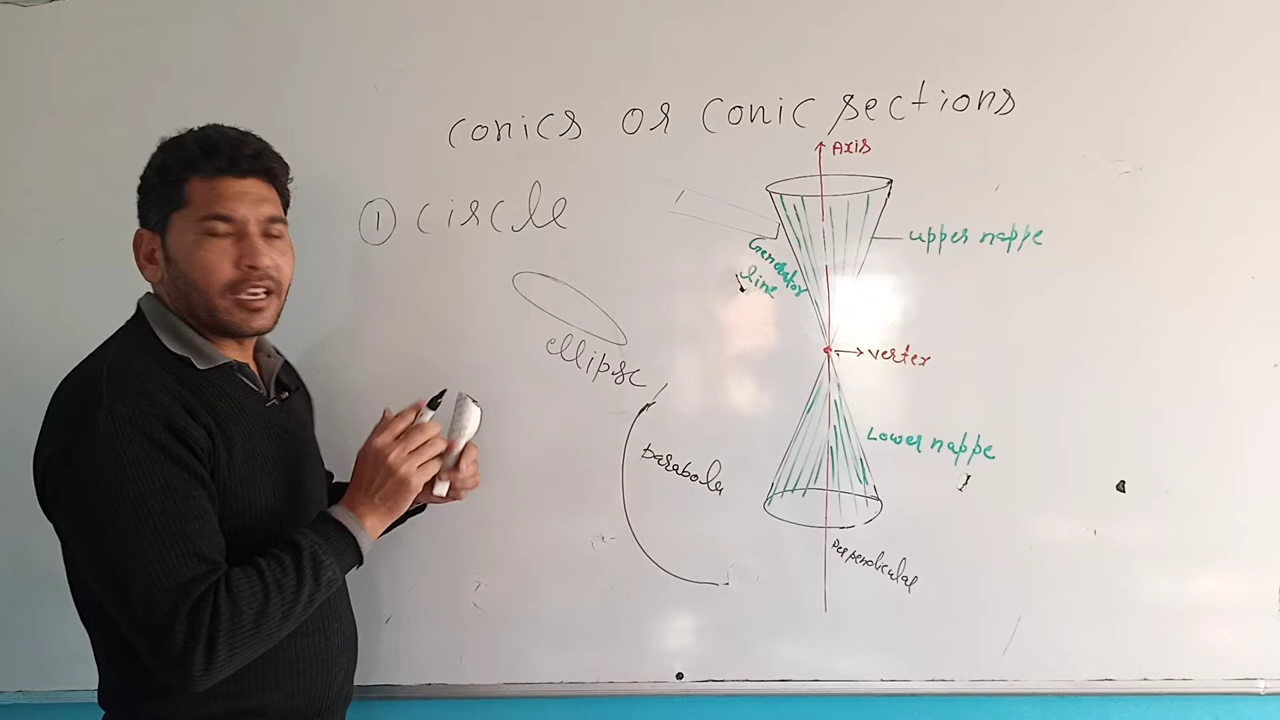 conics or conic sections
Axis
① circle
upper nappe
Generator
line
ellipse
vertex
Lower nappe
Parabola
Perpendicular